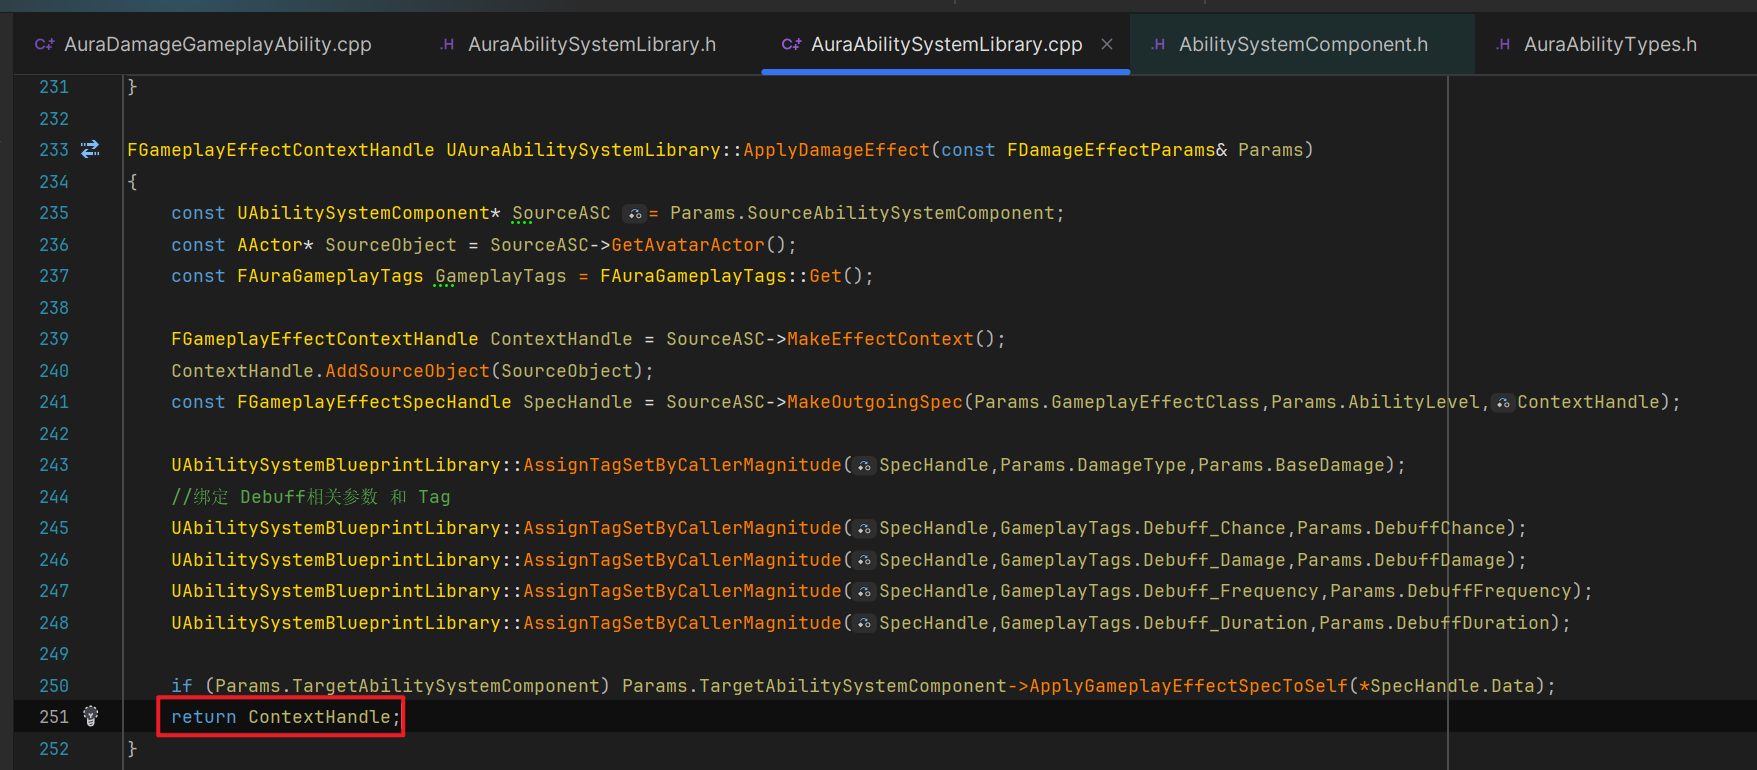 C++ AuraDamageGameplayAbility.cpp .H AuraAbilitySystemLibrary.h C++ AuraAbilitySystemLibrary.cpp × .H AbilitySystemComponent.h .H AuraAbilityTypes.h
231 }
232
233 FGameplayEffectContextHandle UAuraAbilitySystemLibrary::ApplyDamageEffect(const FDamageEffectParams& Params)
234 {
235 const UAbilitySystemComponent* SourceASC = Params.SourceAbilitySystemComponent;
236 const AActor* SourceObject = SourceASC->GetAvatarActor();
237 const FAuraGameplayTags GameplayTags = FAuraGameplayTags::Get();
238
239 FGameplayEffectContextHandle ContextHandle = SourceASC->MakeEffectContext();
240 ContextHandle.AddSourceObject(SourceObject);
241 const FGameplayEffectSpecHandle SpecHandle = SourceASC->MakeOutgoingSpec(Params.GameplayEffectClass,Params.AbilityLevel,ContextHandle);
242
243 UAbilitySystemBlueprintLibrary::AssignTagSetByCallerMagnitude(SpecHandle,Params.DamageType,Params.BaseDamage);
244 //绑定 Debuff相关参数 和 Tag
245 UAbilitySystemBlueprintLibrary::AssignTagSetByCallerMagnitude(SpecHandle,GameplayTags.Debuff_Chance,Params.DebuffChance);
246 UAbilitySystemBlueprintLibrary::AssignTagSetByCallerMagnitude(SpecHandle,GameplayTags.Debuff_Damage,Params.DebuffDamage);
247 UAbilitySystemBlueprintLibrary::AssignTagSetByCallerMagnitude(SpecHandle,GameplayTags.Debuff_Frequency,Params.DebuffFrequency);
248 UAbilitySystemBlueprintLibrary::AssignTagSetByCallerMagnitude(SpecHandle,GameplayTags.Debuff_Duration,Params.DebuffDuration);
249
250 if (Params.TargetAbilitySystemComponent) Params.TargetAbilitySystemComponent->ApplyGameplayEffectSpecToSelf(*SpecHandle.Data);
251 return ContextHandle;
252 }